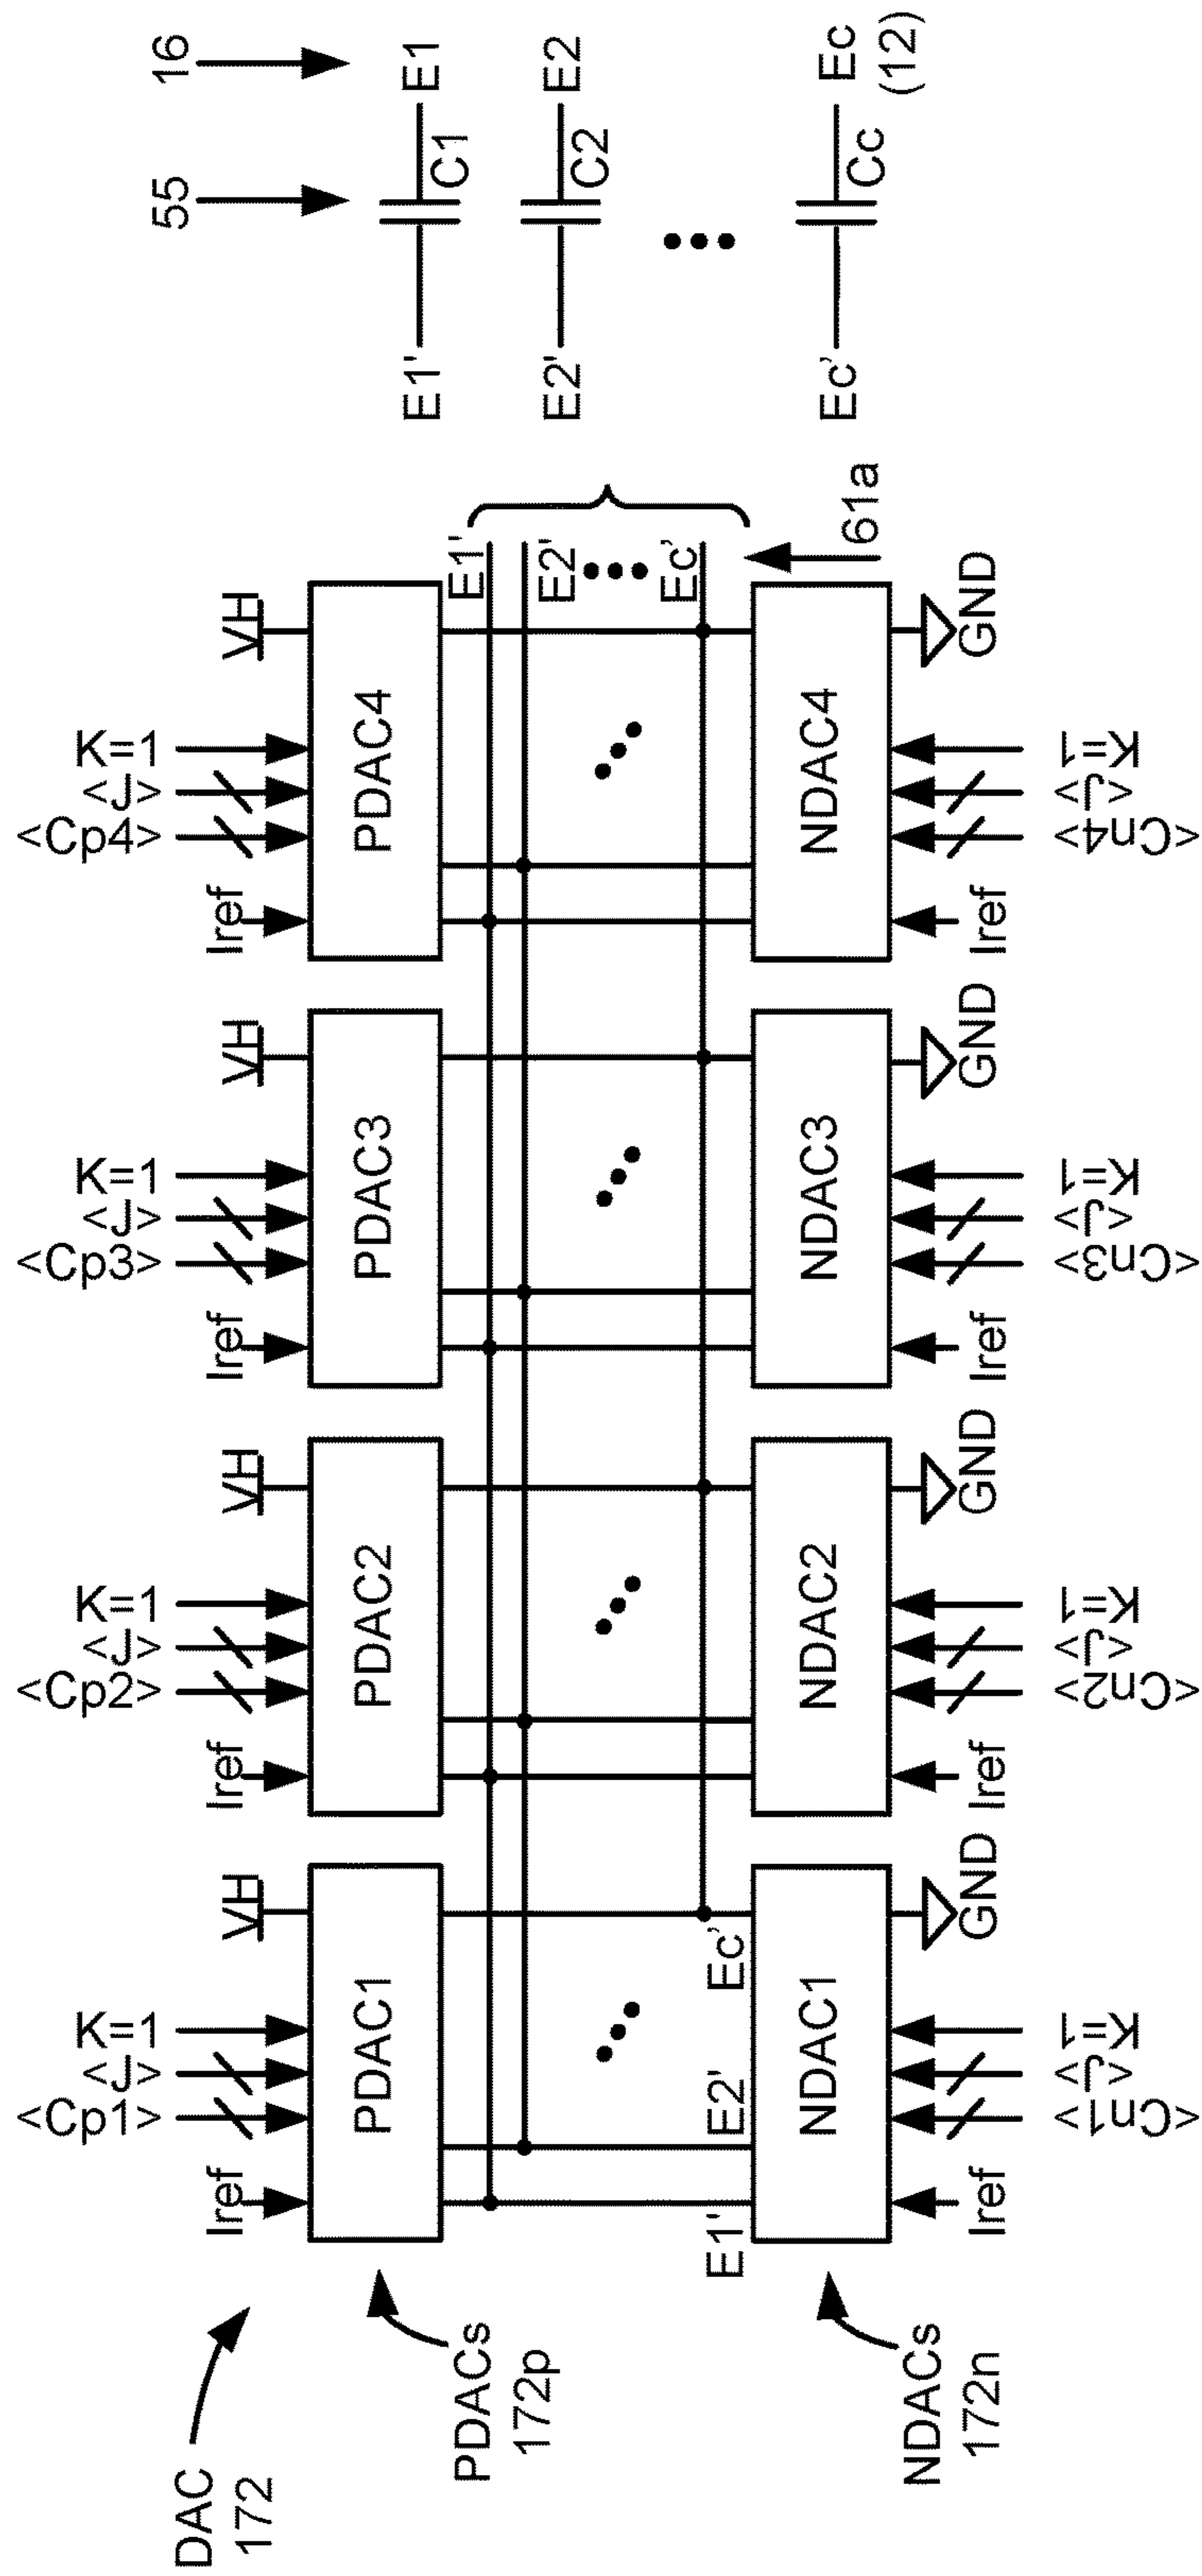 DAC
172
PDACs
172p
NDACs
172n
Iref
<Cp1>
<J>
K=1
VH
Iref
<Cp2>
<J>
K=1
VH
Iref
<Cp3>
<J>
K=1
VH
Iref
<Cp4>
<J>
K=1
VH
PDAC1
PDAC2
PDAC3
PDAC4
E1'
E2'
Ec’
E1'
E2'
Ec’
61a
NDAC1
NDAC2
NDAC3
NDAC4
Iref
<Cn1>
<J>
K=1
GND
Iref
<Cn2>
<J>
K=1
GND
Iref
<Cn3>
<J>
K=1
GND
Iref
<Cn4>
<J>
K=1
GND
55
16
E1'
C1
E1
E2'
C2
E2
Ec’
Cc
Ec
(12)